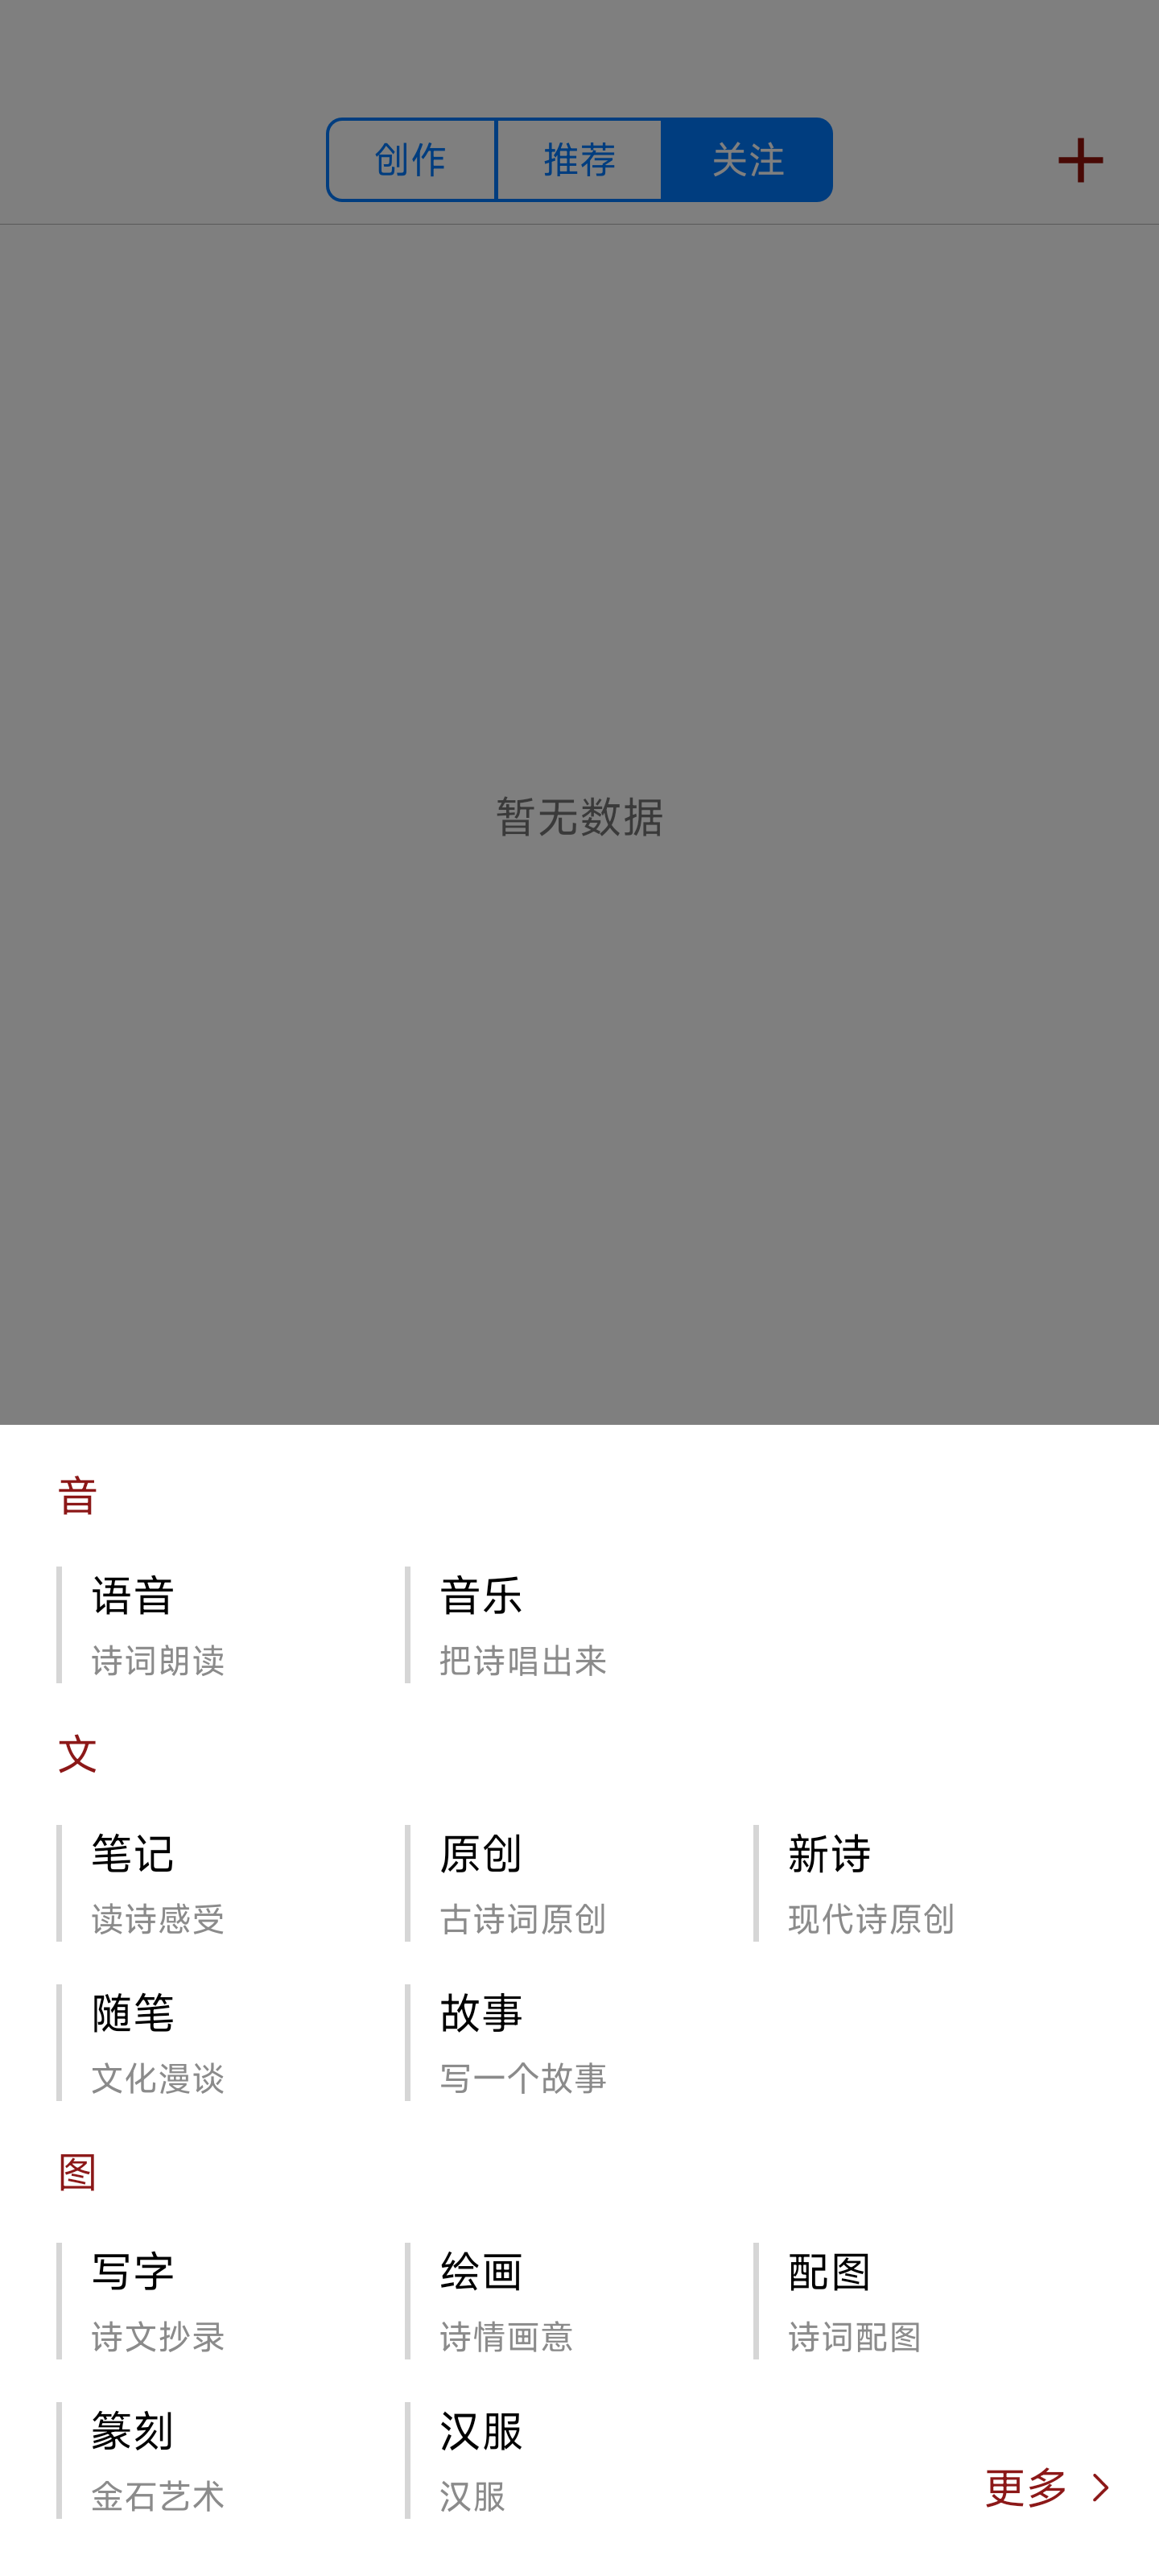 创作 推荐 关注
暂无数据
音
语音 音乐
诗词朗读 把诗唱出来
文
笔记 原创 新诗
读诗感受 古诗词原创 现代诗原创
随笔 故事
文化漫谈 写一个故事
图
写字 绘画 配图
诗文抄录 诗情画意 诗词配图
篆刻 汉服
金石艺术 汉服
更多